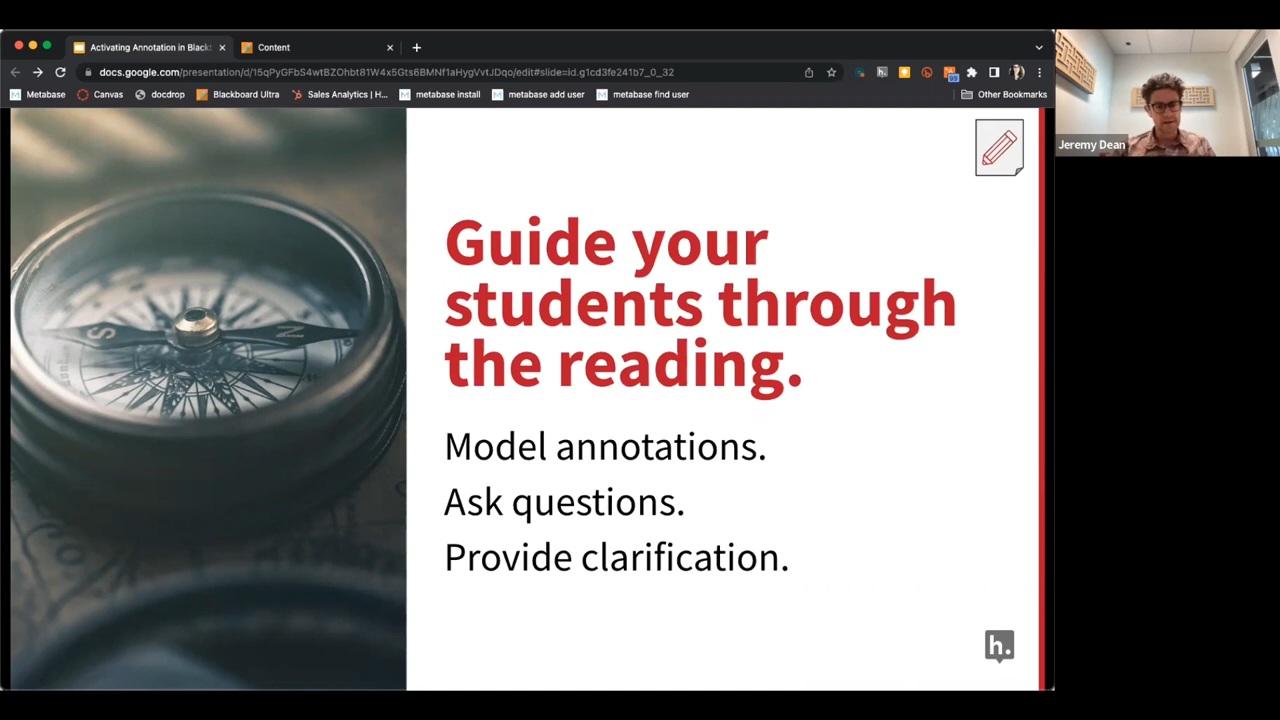 Activating Annotation in Black
Content
docs.google.com/presentation/d/15qPyGFbS4wtBZOhbt81W4x5Gts6BMNf1aHygVvtJDqo/edit#slide=id.g1cd3fe241b7_0_32
Metabase
Canvas
docdrop
Blackboard Ultra
Sales Analytics | H...
metabase install
metabase add user
metabase find user
Other Bookmarks
Jeremy Dean
Guide your
students through
the reading.
Model annotations.
Ask questions.
Provide clarification.
S
N
h.